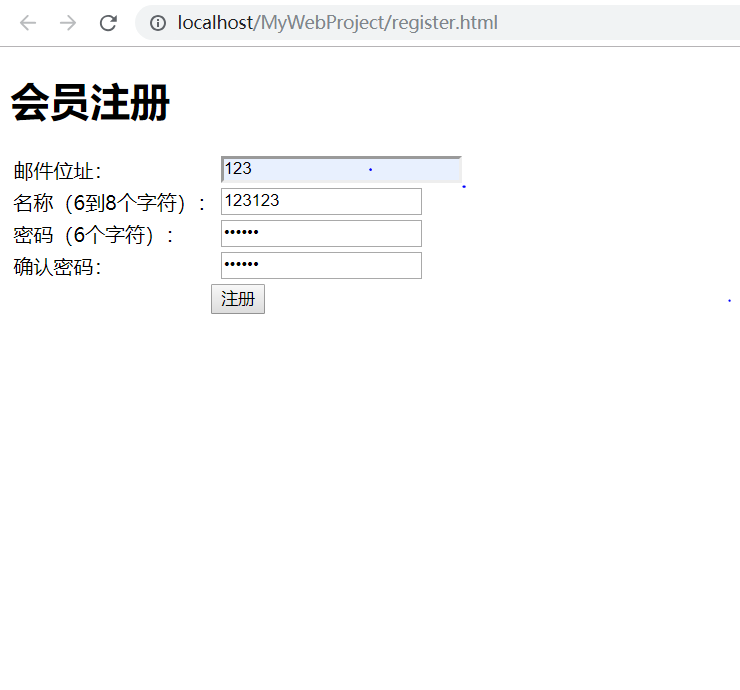 localhost/MyWebProject/register.html
会员注册
邮件位址： 123
名称（6到8个字符）： 123123
密码（6个字符）： ••••••
确认密码： ••••••
注册